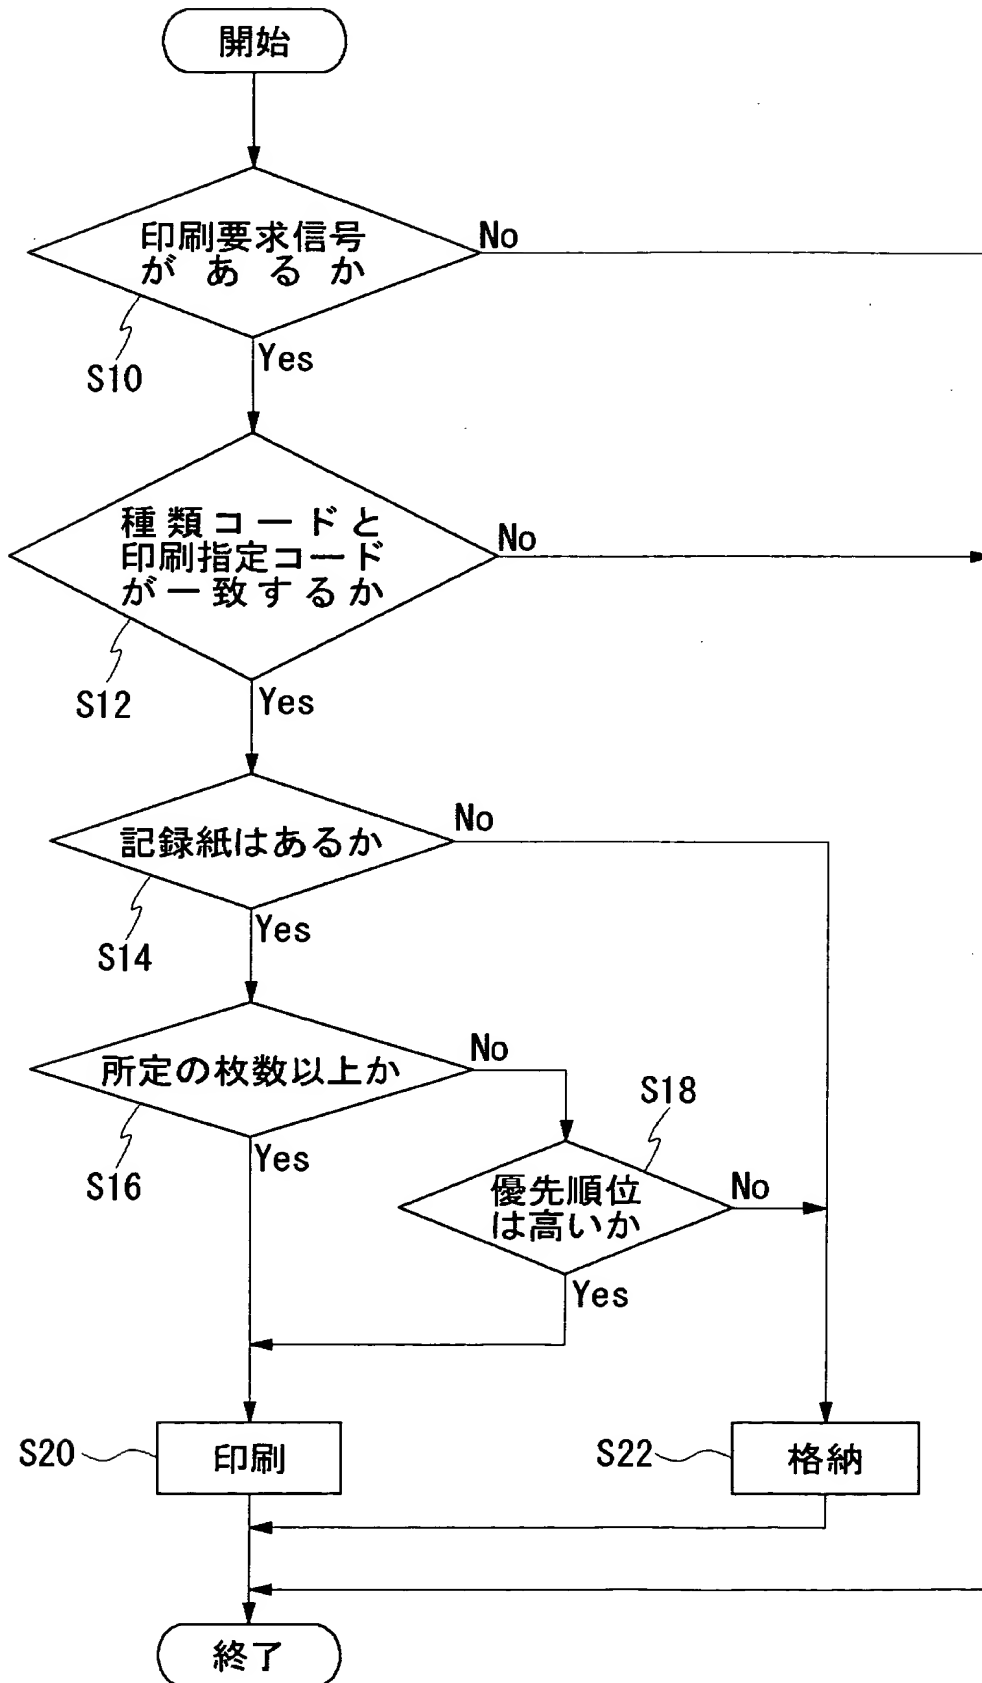 開始
印刷要求信号
があるか
No
Yes
S10
種類コードと
印刷指定コード
が一致するか
No
Yes
S12
記録紙はあるか
No
Yes
S14
所定の枚数以上か
No
S18
Yes
S16
優先順位
は高いか
No
Yes
S20
印刷
S22
格納
終了